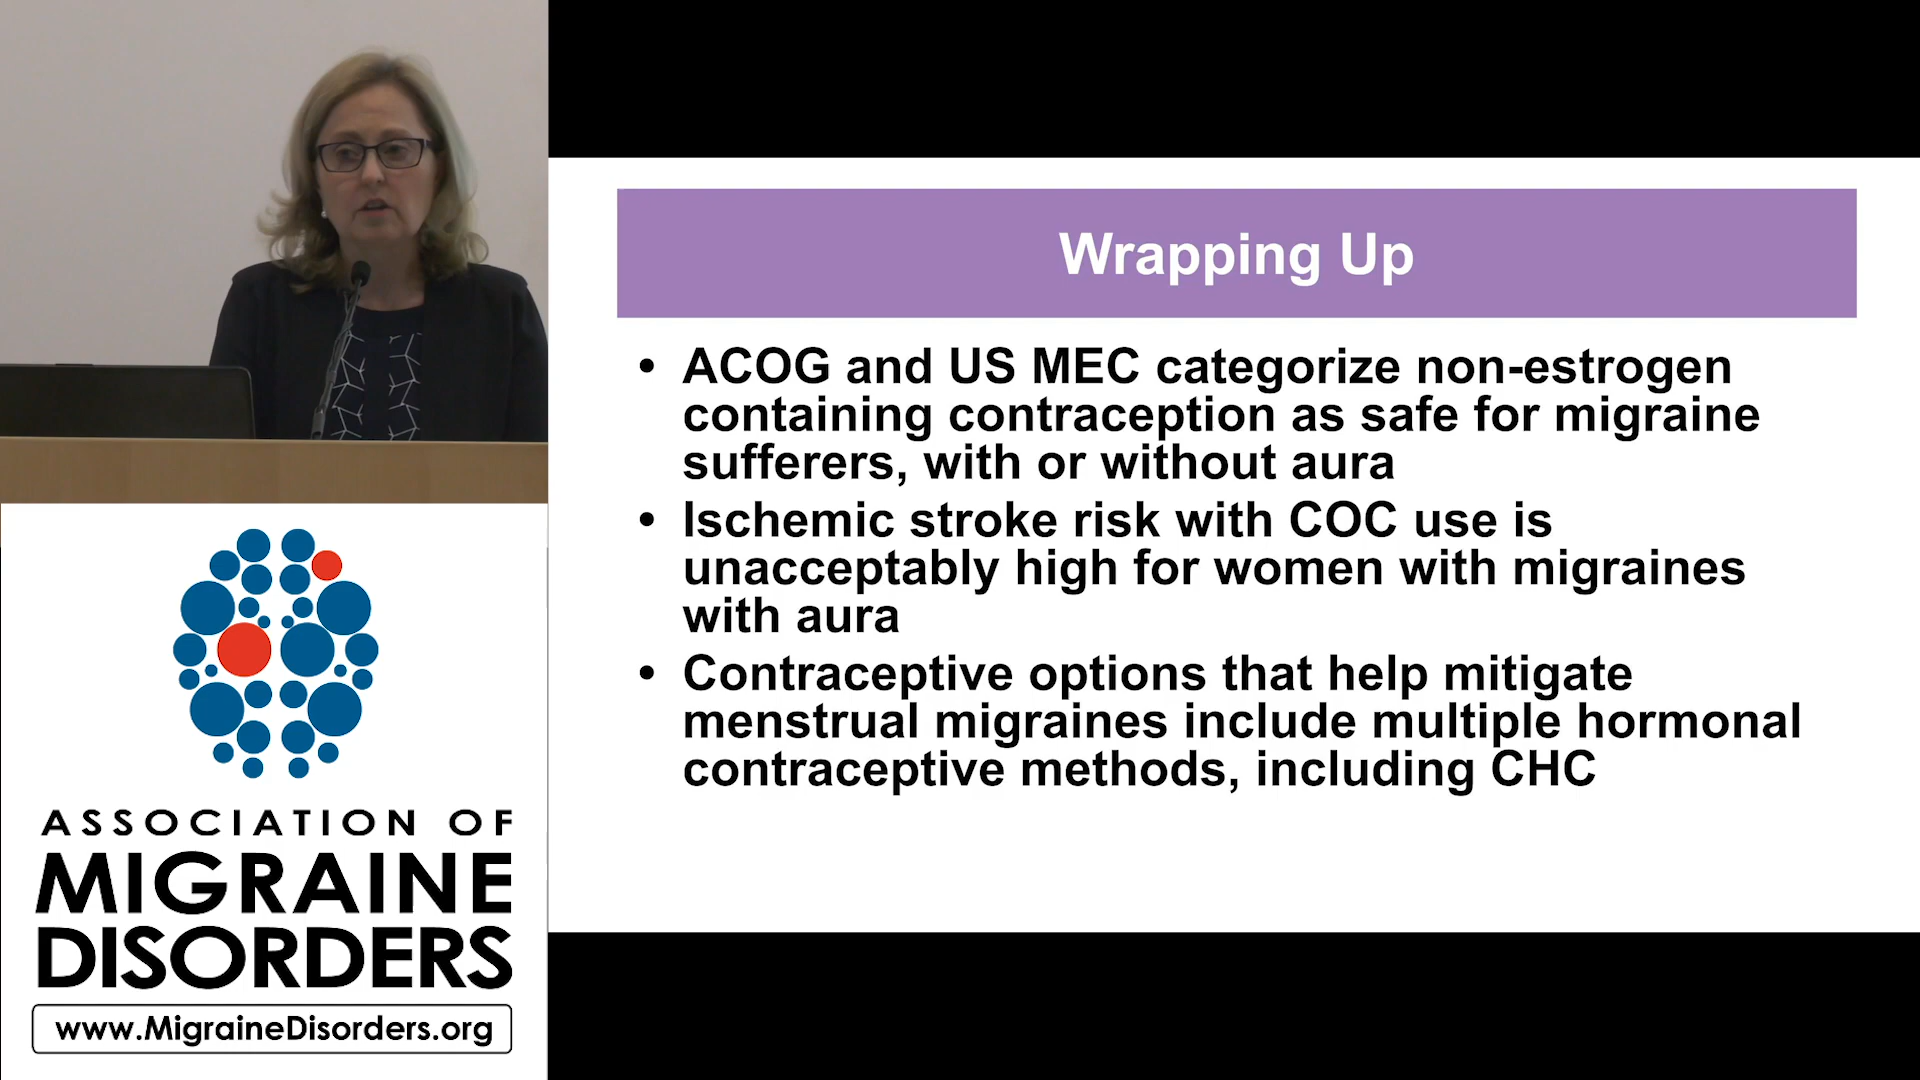 Wrapping Up
• ACOG and US MEC categorize non-estrogen
containing contraception as safe for migraine
sufferers, with or without aura
• Ischemic stroke risk with COC use is
unacceptably high for women with migraines
with aura
• Contraceptive options that help mitigate
menstrual migraines include multiple hormonal
contraceptive methods, including CHC
ASSOCIATION OF
MIGRAINE
DISORDERS
www.MigraineDisorders.org